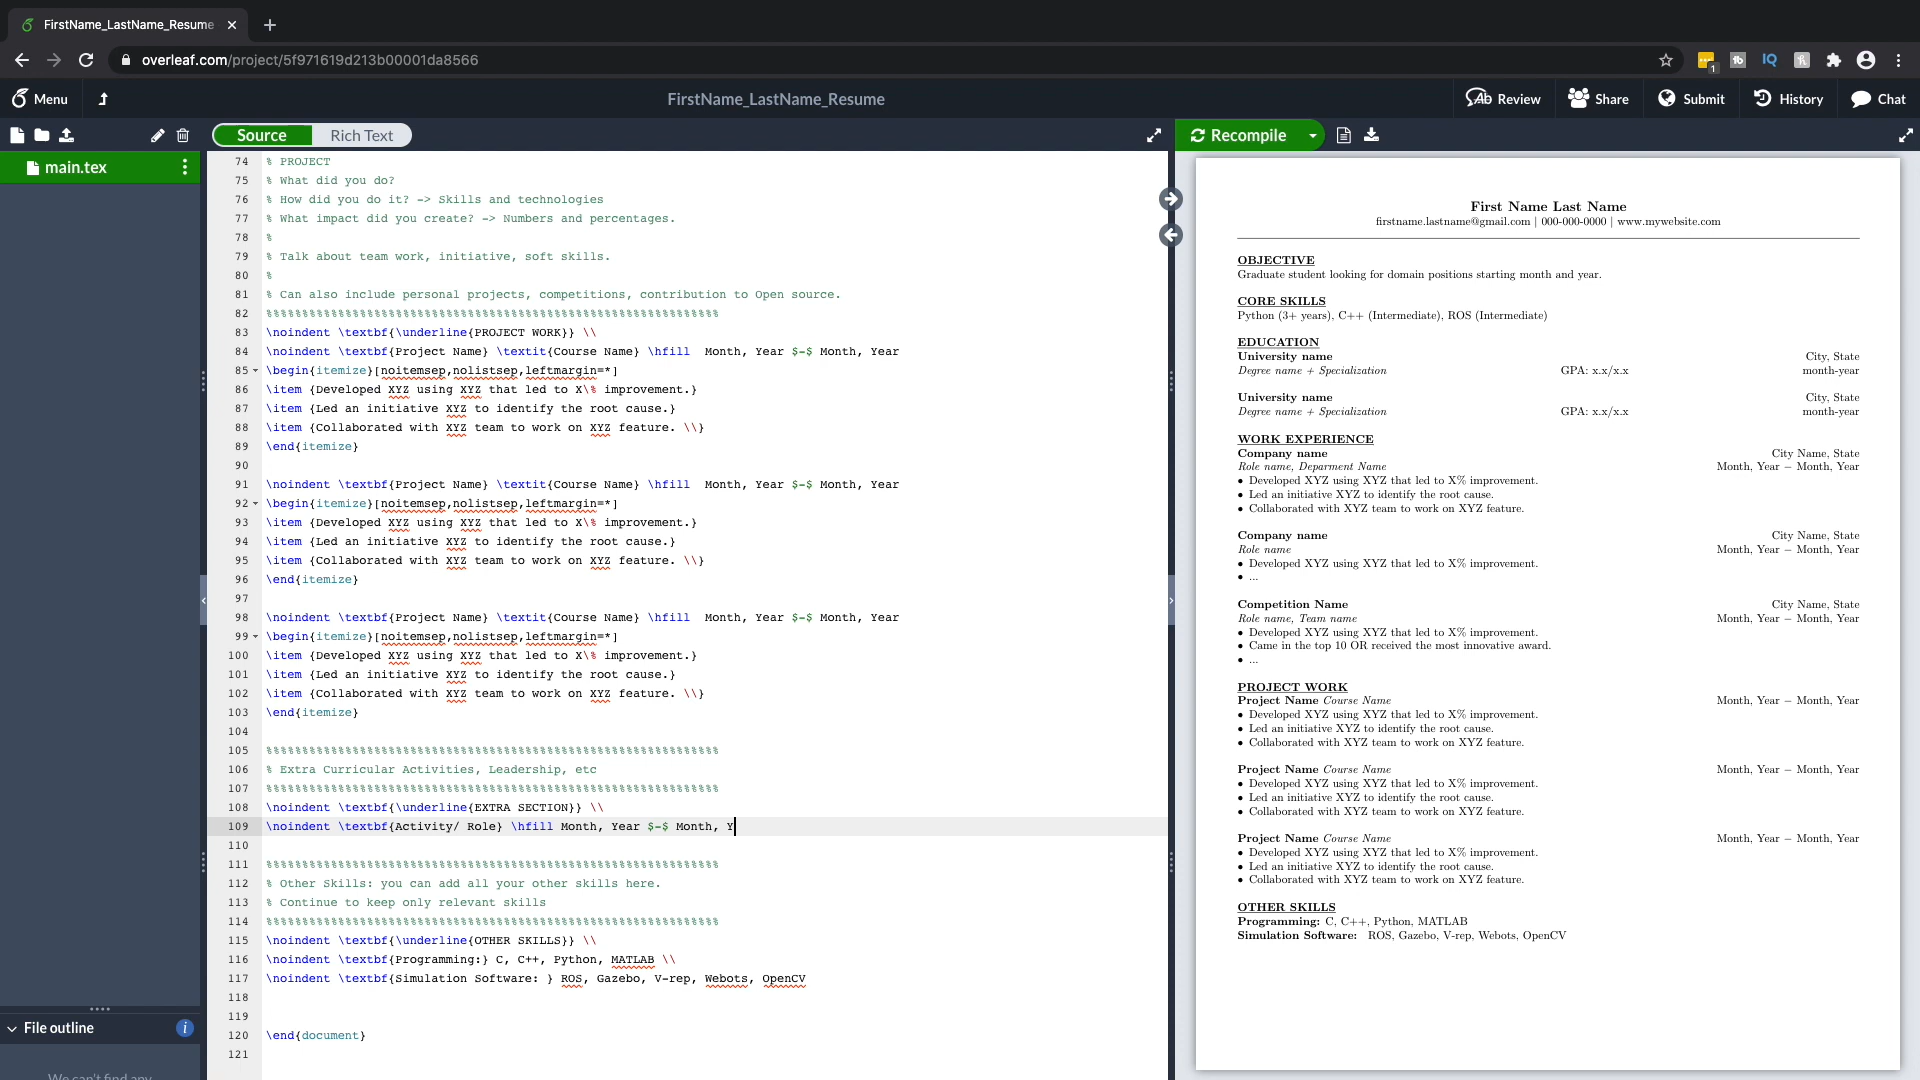 FirstName_LastName_Resume
overleaf.com/project/5f971619d213b00001da8566
1
Menu
FirstName_LastName_Resume
Review
Share
Submit
History
Chat
Source
Rich Text
Recompile
main.tex
74 % PROJECT
75 % What did you do?
76 % How did you do it? -> Skills and technologies
77 % What impact did you create? -> Numbers and percentages.
78 %
79 % Talk about team work, initiative, soft skills.
80 %
81 % Can also include personal projects, competitions, contribution to Open source.
82 %%%%%%%%%%%%%%%%%%%%%%%%%%%%%%%%%%%%%%%%%%%%%%%%%%%%%%%%%%%%%%%
83 \noindent \textbf{\underline{PROJECT WORK}} \\
84 \noindent \textbf{Project Name} \textit{Course Name} \hfill  Month, Year $-$ Month, Year
85 \begin{itemize}[noitemsep,nolistsep,leftmargin=*]
86 \item {Developed XYZ using XYZ that led to X\% improvement.}
87 \item {Led an initiative XYZ to identify the root cause.}
88 \item {Collaborated with XYZ team to work on XYZ feature. \\}
89 \end{itemize}
90
91 \noindent \textbf{Project Name} \textit{Course Name} \hfill  Month, Year $-$ Month, Year
92 \begin{itemize}[noitemsep,nolistsep,leftmargin=*]
93 \item {Developed XYZ using XYZ that led to X\% improvement.}
94 \item {Led an initiative XYZ to identify the root cause.}
95 \item {Collaborated with XYZ team to work on XYZ feature. \\}
96 \end{itemize}
97
98 \noindent \textbf{Project Name} \textit{Course Name} \hfill  Month, Year $-$ Month, Year
99 \begin{itemize}[noitemsep,nolistsep,leftmargin=*]
100 \item {Developed XYZ using XYZ that led to X\% improvement.}
101 \item {Led an initiative XYZ to identify the root cause.}
102 \item {Collaborated with XYZ team to work on XYZ feature. \\}
103 \end{itemize}
104
105 %%%%%%%%%%%%%%%%%%%%%%%%%%%%%%%%%%%%%%%%%%%%%%%%%%%%%%%%%%%%%%%
106 % Extra Curricular Activities, Leadership, etc
107 %%%%%%%%%%%%%%%%%%%%%%%%%%%%%%%%%%%%%%%%%%%%%%%%%%%%%%%%%%%%%%%
108 \noindent \textbf{\underline{EXTRA SECTION}} \\
109 \noindent \textbf{Activity/ Role} \hfill Month, Year $-$ Month, Y
110
111 %%%%%%%%%%%%%%%%%%%%%%%%%%%%%%%%%%%%%%%%%%%%%%%%%%%%%%%%%%%%%%%
112 % Other Skills: you can add all your other skills here.
113 % Continue to keep only relevant skills
114 %%%%%%%%%%%%%%%%%%%%%%%%%%%%%%%%%%%%%%%%%%%%%%%%%%%%%%%%%%%%%%%
115 \noindent \textbf{\underline{OTHER SKILLS}} \\
116 \noindent \textbf{Programming:} C, C++, Python, MATLAB \\
117 \noindent \textbf{Simulation Software: } ROS, Gazebo, V-rep, Webots, OpenCV
118
119
120 \end{document}
121
File outline
We can't find any
First Name Last Name
firstname.lastname@gmail.com | 000-000-0000 | www.mywebsite.com
OBJECTIVE
Graduate student looking for domain positions starting month and year.
CORE SKILLS
Python (3+ years), C++ (Intermediate), ROS (Intermediate)
EDUCATION
University name City, State
Degree name + Specialization GPA: x.x/x.x month-year
University name City, State
Degree name + Specialization GPA: x.x/x.x month-year
WORK EXPERIENCE
Company name City Name, State
Role name, Deparment Name Month, Year − Month, Year
• Developed XYZ using XYZ that led to X% improvement.
• Led an initiative XYZ to identify the root cause.
• Collaborated with XYZ team to work on XYZ feature.
Company name City Name, State
Role name Month, Year − Month, Year
• Developed XYZ using XYZ that led to X% improvement.
• ...
Competition Name City Name, State
Role name, Team name Month, Year − Month, Year
• Developed XYZ using XYZ that led to X% improvement.
• Came in the top 10 OR received the most innovative award.
• ...
PROJECT WORK
Project Name Course Name Month, Year − Month, Year
• Developed XYZ using XYZ that led to X% improvement.
• Led an initiative XYZ to identify the root cause.
• Collaborated with XYZ team to work on XYZ feature.
Project Name Course Name Month, Year − Month, Year
• Developed XYZ using XYZ that led to X% improvement.
• Led an initiative XYZ to identify the root cause.
• Collaborated with XYZ team to work on XYZ feature.
Project Name Course Name Month, Year − Month, Year
• Developed XYZ using XYZ that led to X% improvement.
• Led an initiative XYZ to identify the root cause.
• Collaborated with XYZ team to work on XYZ feature.
OTHER SKILLS
Programming: C, C++, Python, MATLAB
Simulation Software: ROS, Gazebo, V-rep, Webots, OpenCV